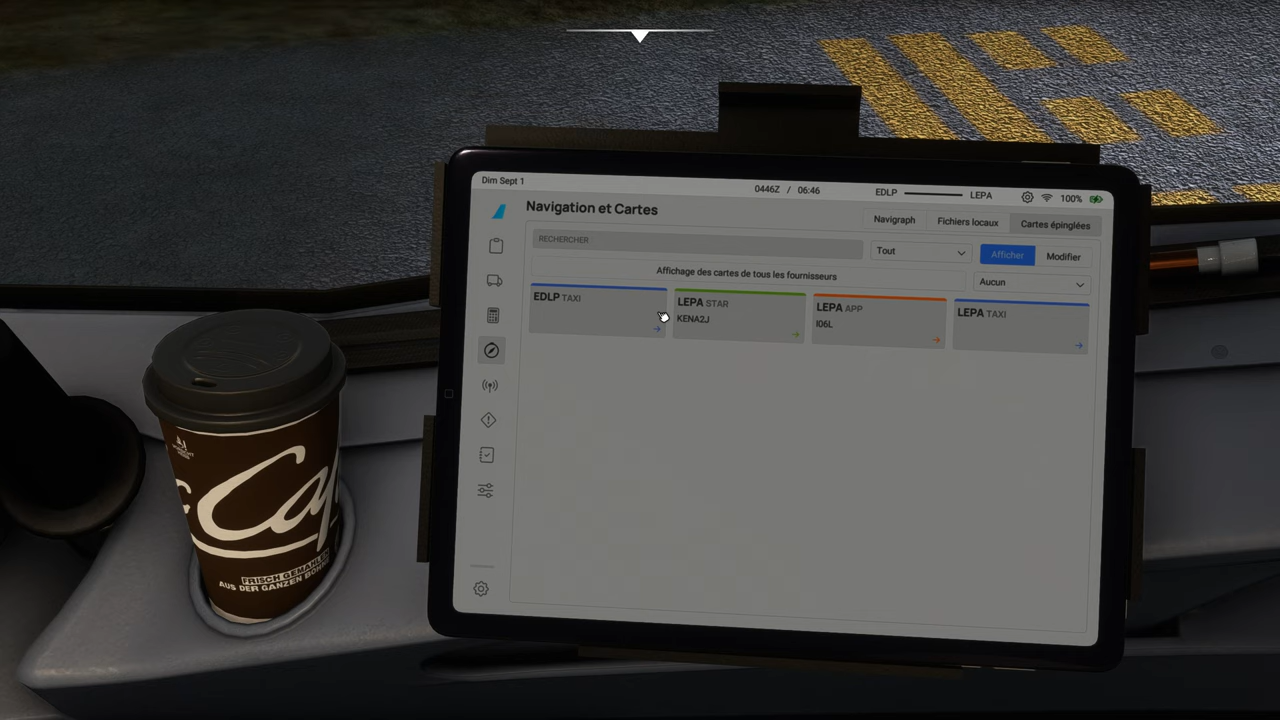 Dim Sept 1
0446Z / 06:46
EDLP
LEPA
100%
Navigation et Cartes
Navigraph
Fichiers locaux
Cartes épinglées
RECHERCHER
Tout
Afficher
Modifier
Affichage des cartes de tous les fournisseurs
Aucun
EDLP TAXI
LEPA STAR
KENA2J
LEPA APP
I06L
LEPA TAXI
FRISCH GEMAHLEN
AUS DER GANZEN BOHNE